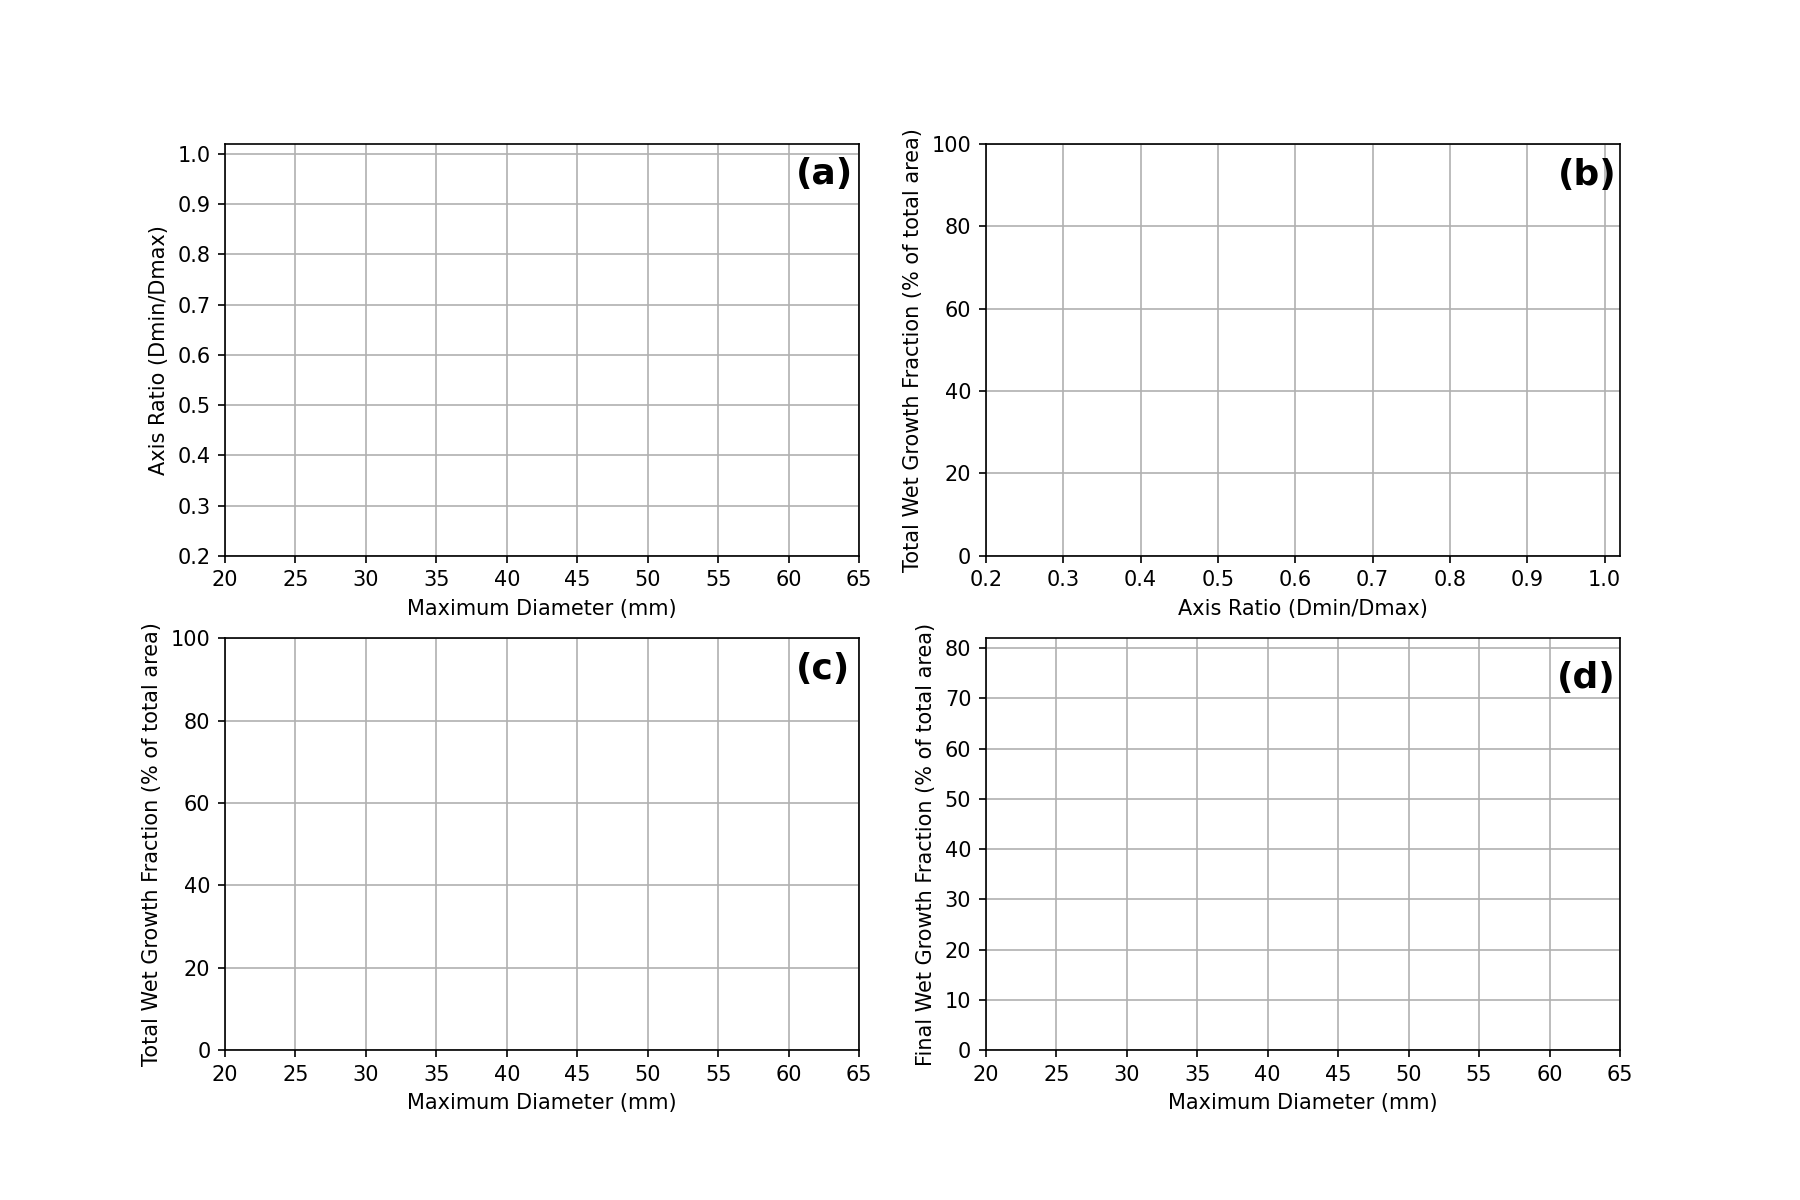 (a)
Axis Ratio (Dmin/Dmax)
1.0
0.9
0.8
0.7
0.6
0.5
0.4
0.3
0.2
20 25 30 35 40 45 50 55 60 65
Maximum Diameter (mm)
(b)
Total Wet Growth Fraction (% of total area)
100
80
60
40
20
0
0.2 0.3 0.4 0.5 0.6 0.7 0.8 0.9 1.0
Axis Ratio (Dmin/Dmax)
(c)
Total Wet Growth Fraction (% of total area)
100
80
60
40
20
0
20 25 30 35 40 45 50 55 60 65
Maximum Diameter (mm)
(d)
Final Wet Growth Fraction (% of total area)
80
70
60
50
40
30
20
10
0
20 25 30 35 40 45 50 55 60 65
Maximum Diameter (mm)